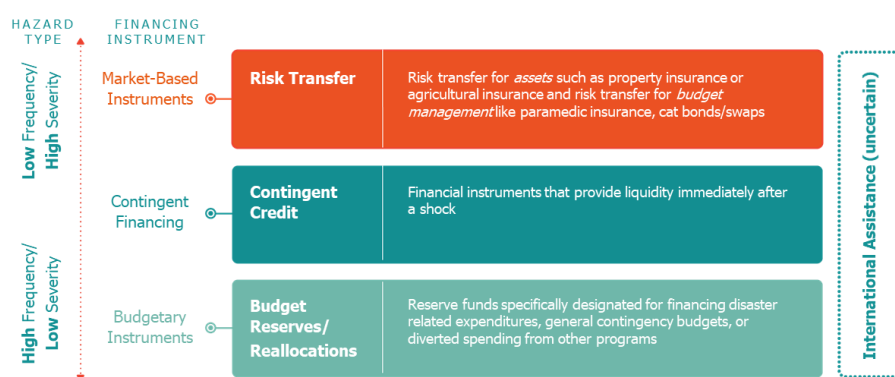 HAZARD
TYPE
FINANCING
INSTRUMENT
Low Frequency/
High Severity
Market-Based
Instruments
Risk Transfer
Risk transfer for assets such as property insurance or
agricultural insurance and risk transfer for budget
management like paramedic insurance, cat bonds/swaps
Contingent
Financing
Contingent
Credit
Financial instruments that provide liquidity immediately after
a shock
High Frequency/
Low Severity
Budgetary
Instruments
Budget
Reserves/
Reallocations
Reserve funds specifically designated for financing disaster
related expenditures, general contingency budgets, or
diverted spending from other programs
International Assistance (uncertain)